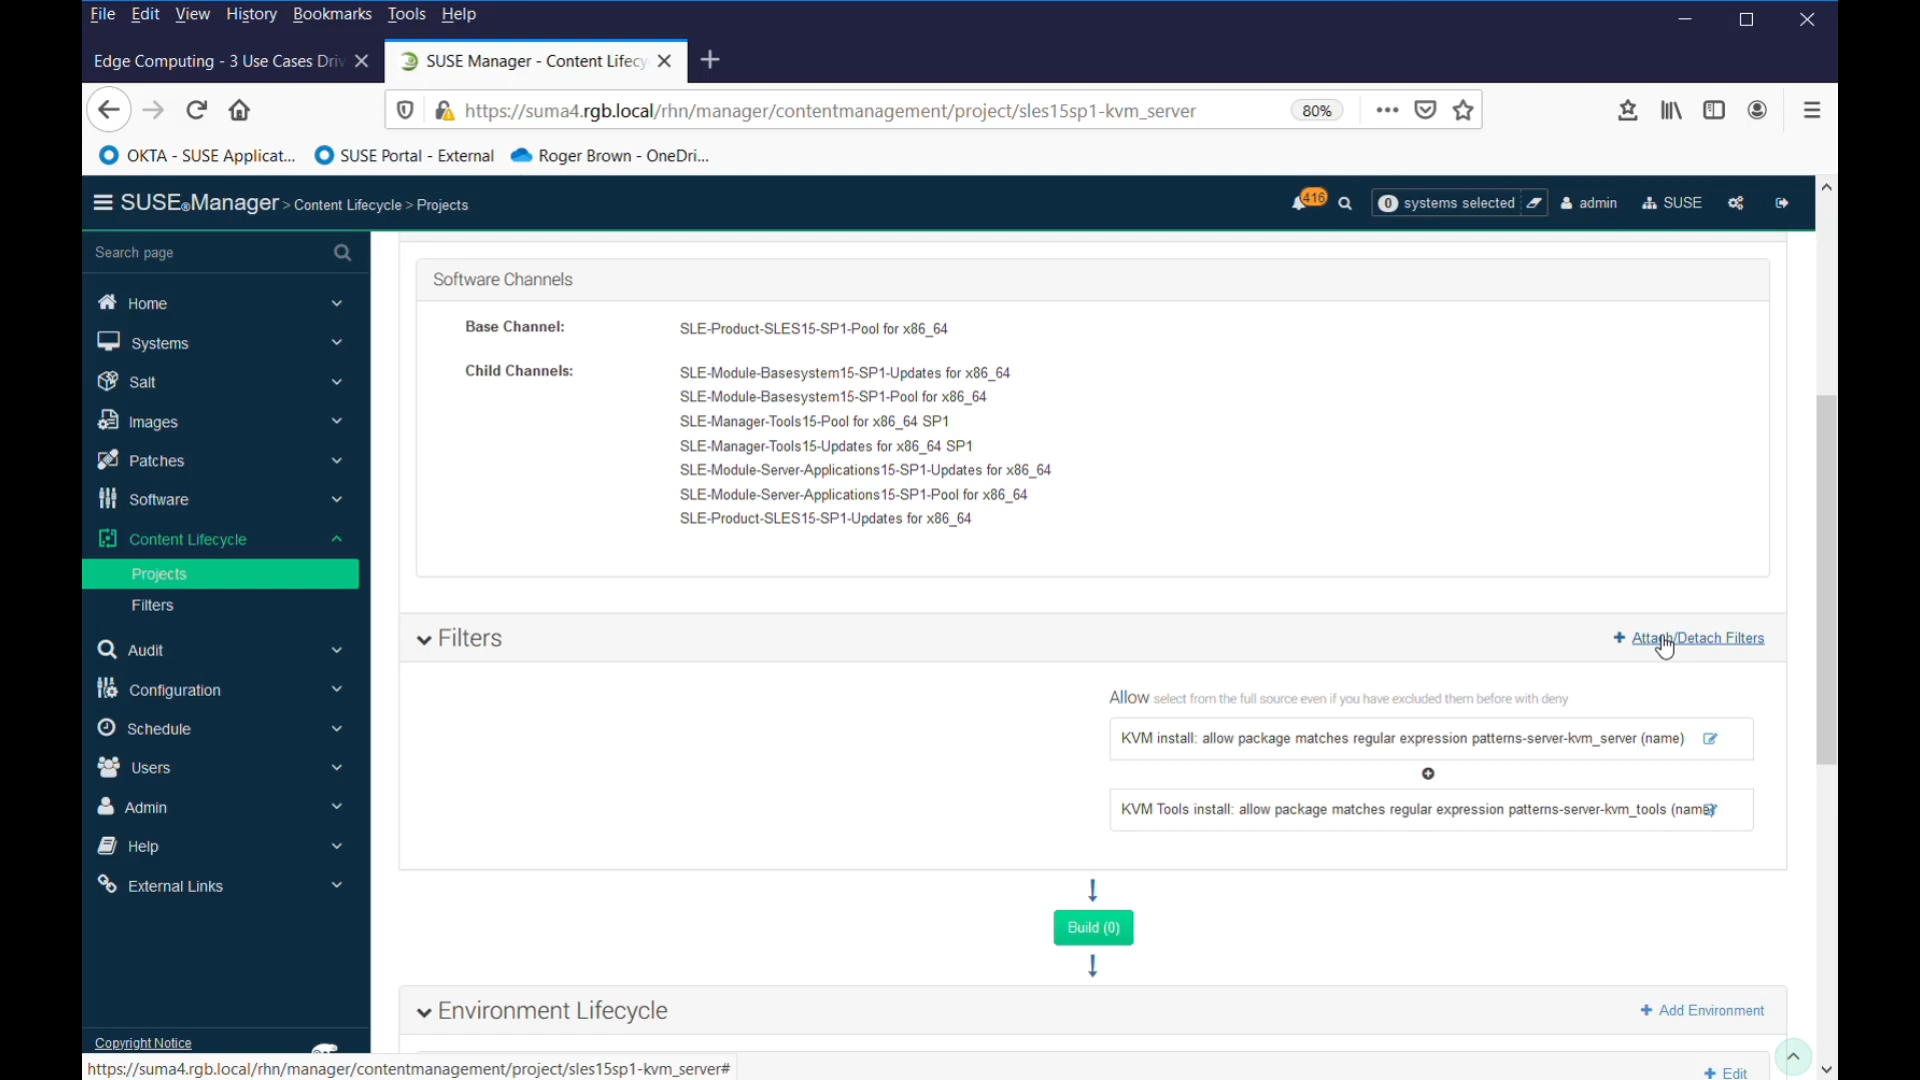 File Edit View History Bookmarks Tools Help
Edge Computing - 3 Use Cases Driv
SUSE Manager - Content Lifecy
https://suma4.rgb.local/rhn/manager/contentmanagement/project/sles15sp1-kvm_server 80%
OKTA - SUSE Applicat... SUSE Portal - External Roger Brown - OneDri...
SUSE Manager > Content Lifecycle > Projects
416 0 systems selected admin SUSE
Search page
Home
Systems
Salt
Images
Patches
Software
Content Lifecycle
Projects
Filters
Audit
Configuration
Schedule
Users
Admin
Help
External Links
Copyright Notice
Software Channels
Base Channel: SLE-Product-SLES15-SP1-Pool for x86_64
Child Channels: SLE-Module-Basesystem15-SP1-Updates for x86_64
SLE-Module-Basesystem15-SP1-Pool for x86_64
SLE-Manager-Tools15-Pool for x86_64 SP1
SLE-Manager-Tools15-Updates for x86_64 SP1
SLE-Module-Server-Applications15-SP1-Updates for x86_64
SLE-Module-Server-Applications15-SP1-Pool for x86_64
SLE-Product-SLES15-SP1-Updates for x86_64
Filters
Attach/Detach Filters
Allow select from the full source even if you have excluded them before with deny
KVM install: allow package matches regular expression patterns-server-kvm_server (name)
KVM Tools install: allow package matches regular expression patterns-server-kvm_tools (name)
Build (0)
Environment Lifecycle
Add Environment
Edit
https://suma4.rgb.local/rhn/manager/contentmanagement/project/sles15sp1-kvm_server#